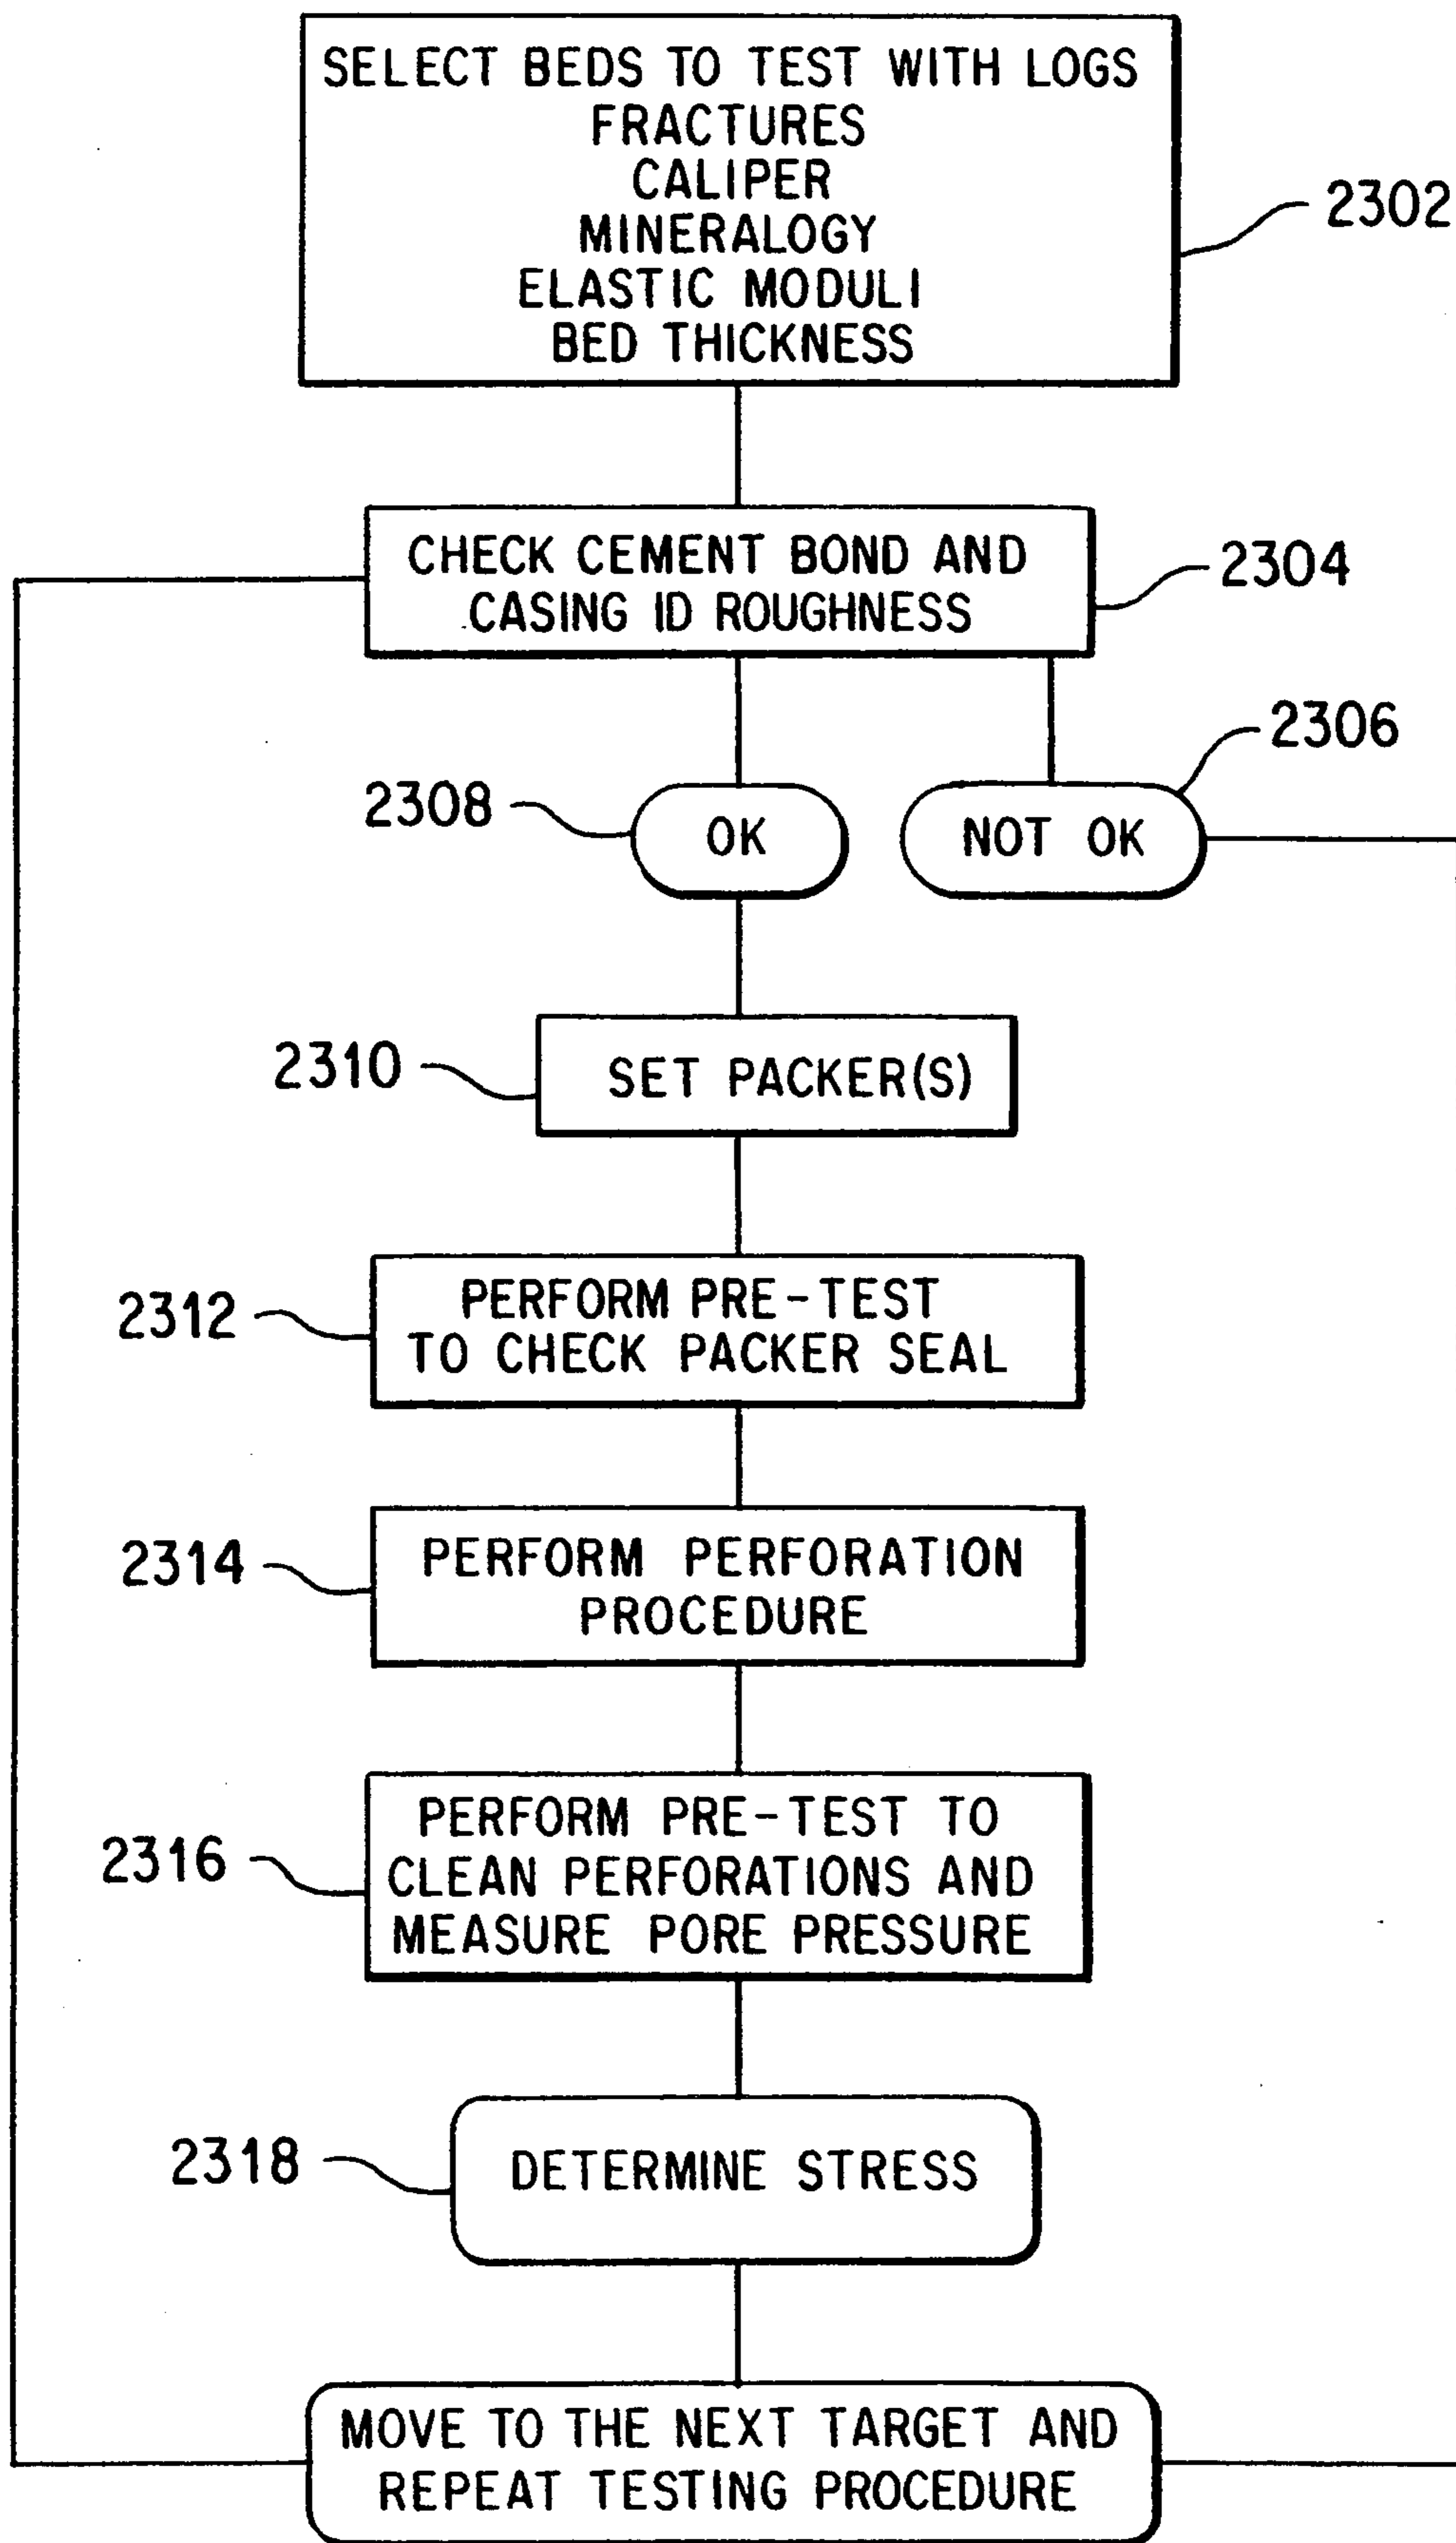 SELECT BEDS TO TEST WITH LOGS
FRACTURES
CALIPER
MINERALOGY
ELASTIC MODULI
BED THICKNESS
2302
CHECK CEMENT BOND AND
CASING ID ROUGHNESS
2304
2306
2308
OK
NOT OK
2310
SET PACKER(S)
2312
PERFORM PRE-TEST
TO CHECK PACKER SEAL
2314
PERFORM PERFORATION
PROCEDURE
2316
PERFORM PRE-TEST TO
CLEAN PERFORATIONS AND
MEASURE PORE PRESSURE
2318
DETERMINE STRESS
MOVE TO THE NEXT TARGET AND
REPEAT TESTING PROCEDURE